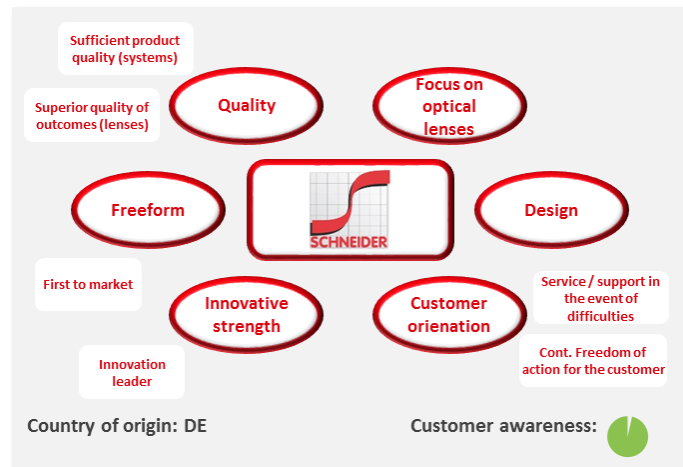 Sufficient product
quality (systems)
Superior quality of
outcomes (lenses)
Quality
Focus on
optical
lenses
Freeform
SCHNEIDER
Design
First to market
Innovative
strength
Customer
orienation
Service / support in
the event of
difficulties
Innovation
leader
Cont. Freedom of
action for the customer
Country of origin: DE
Customer awareness: